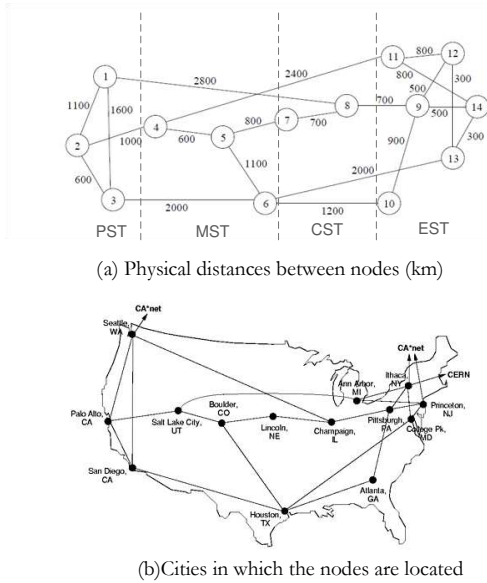 1
2
3
4
5
6
7
8
9
10
11
12
13
14
1100
1600
600
1000
2800
2400
600
800
700
1100
2000
1200
2000
900
700
500
500
800
800
300
300
PST
MST
CST
EST
(a) Physical distances between nodes (km)
CA*net
Seattle,
WA
CA*net
Ithaca,
NY
CERN
Ann Arbor,
MI
Boulder,
CO
Princeton,
NJ
Palo Alto,
CA
Salt Lake City,
UT
Lincoln,
NE
Champaign,
IL
Pittsburgh,
PA
College Pk,
MD
San Diego,
CA
Atlanta,
GA
Houston,
TX
(b)Cities in which the nodes are located